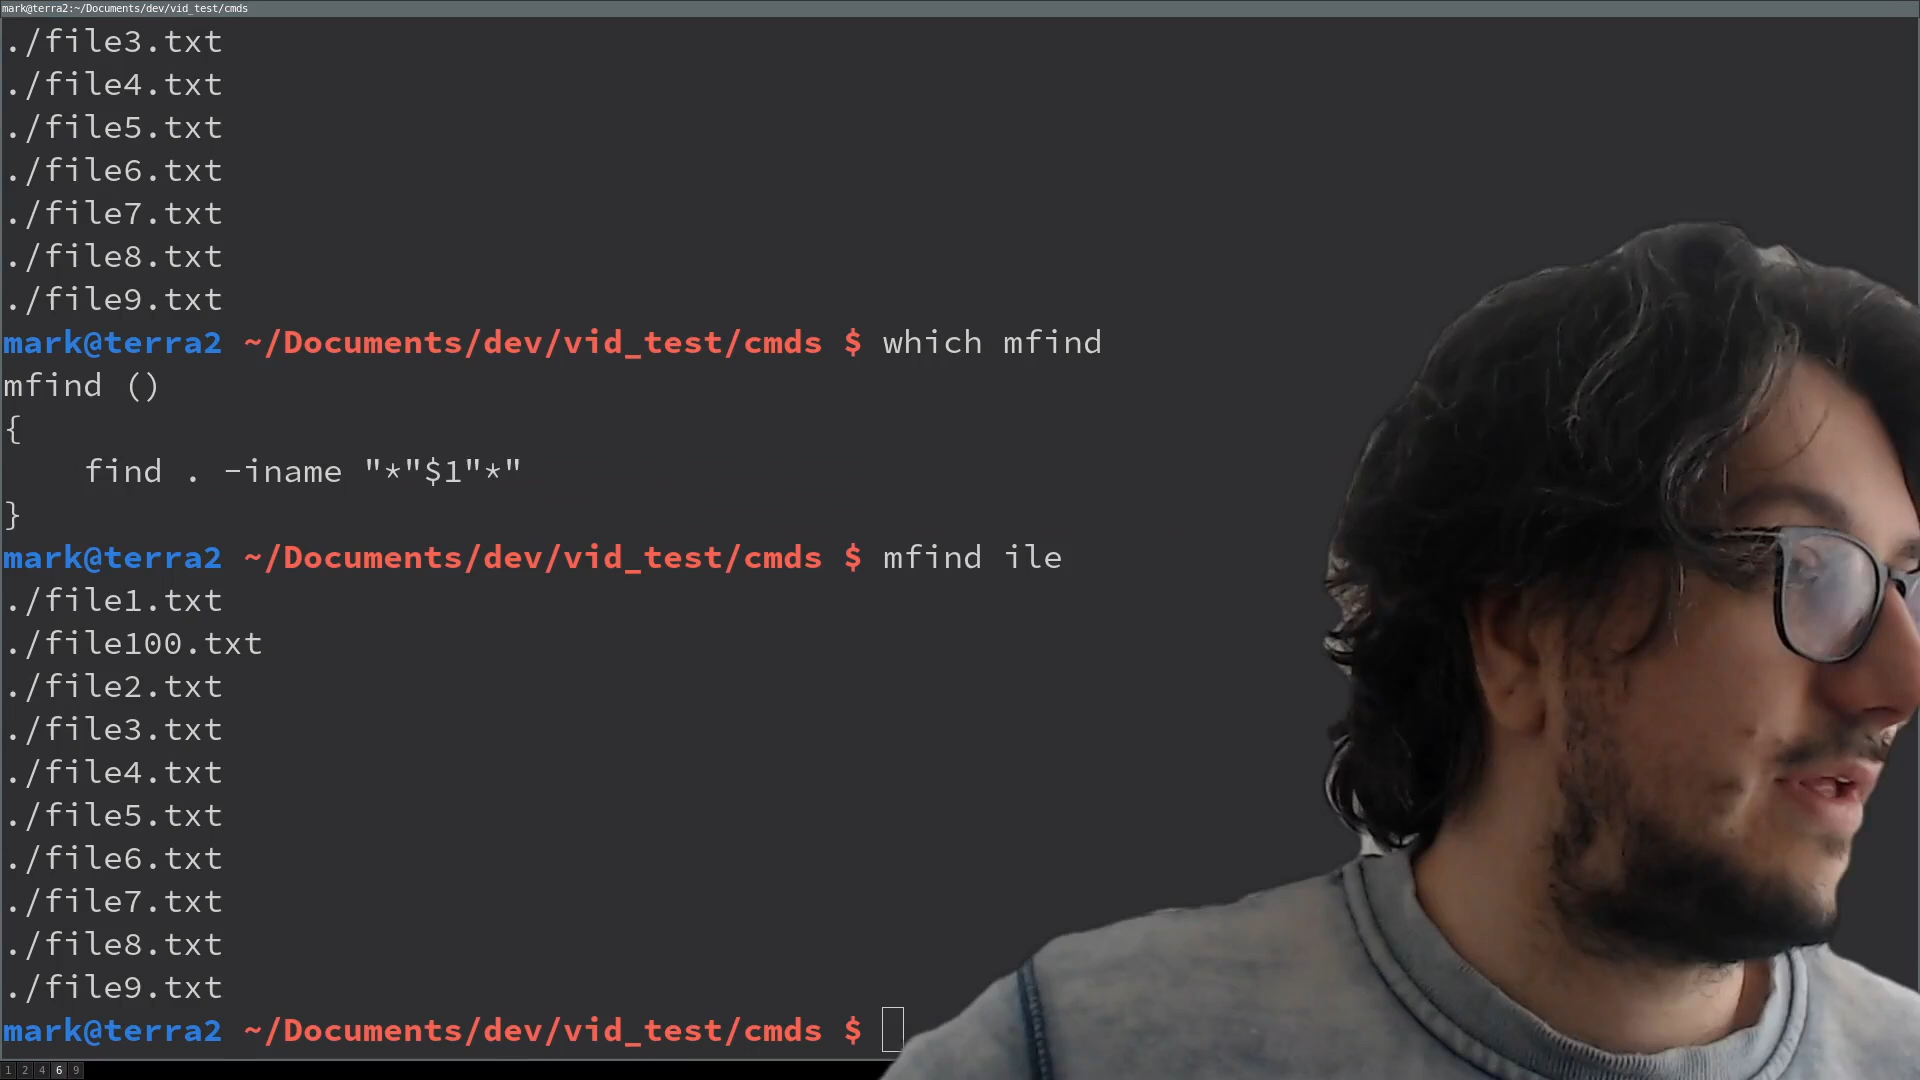 mark@terra2:~/Documents/dev/vid_test/cmds
./file3.txt
./file4.txt
./file5.txt
./file6.txt
./file7.txt
./file8.txt
./file9.txt
mark@terra2 ~/Documents/dev/vid_test/cmds $ which mfind
mfind ()
{
    find . -iname "*"$1"*"
}
mark@terra2 ~/Documents/dev/vid_test/cmds $ mfind ile
./file1.txt
./file100.txt
./file2.txt
./file3.txt
./file4.txt
./file5.txt
./file6.txt
./file7.txt
./file8.txt
./file9.txt
mark@terra2 ~/Documents/dev/vid_test/cmds $
1 2 4 6 9